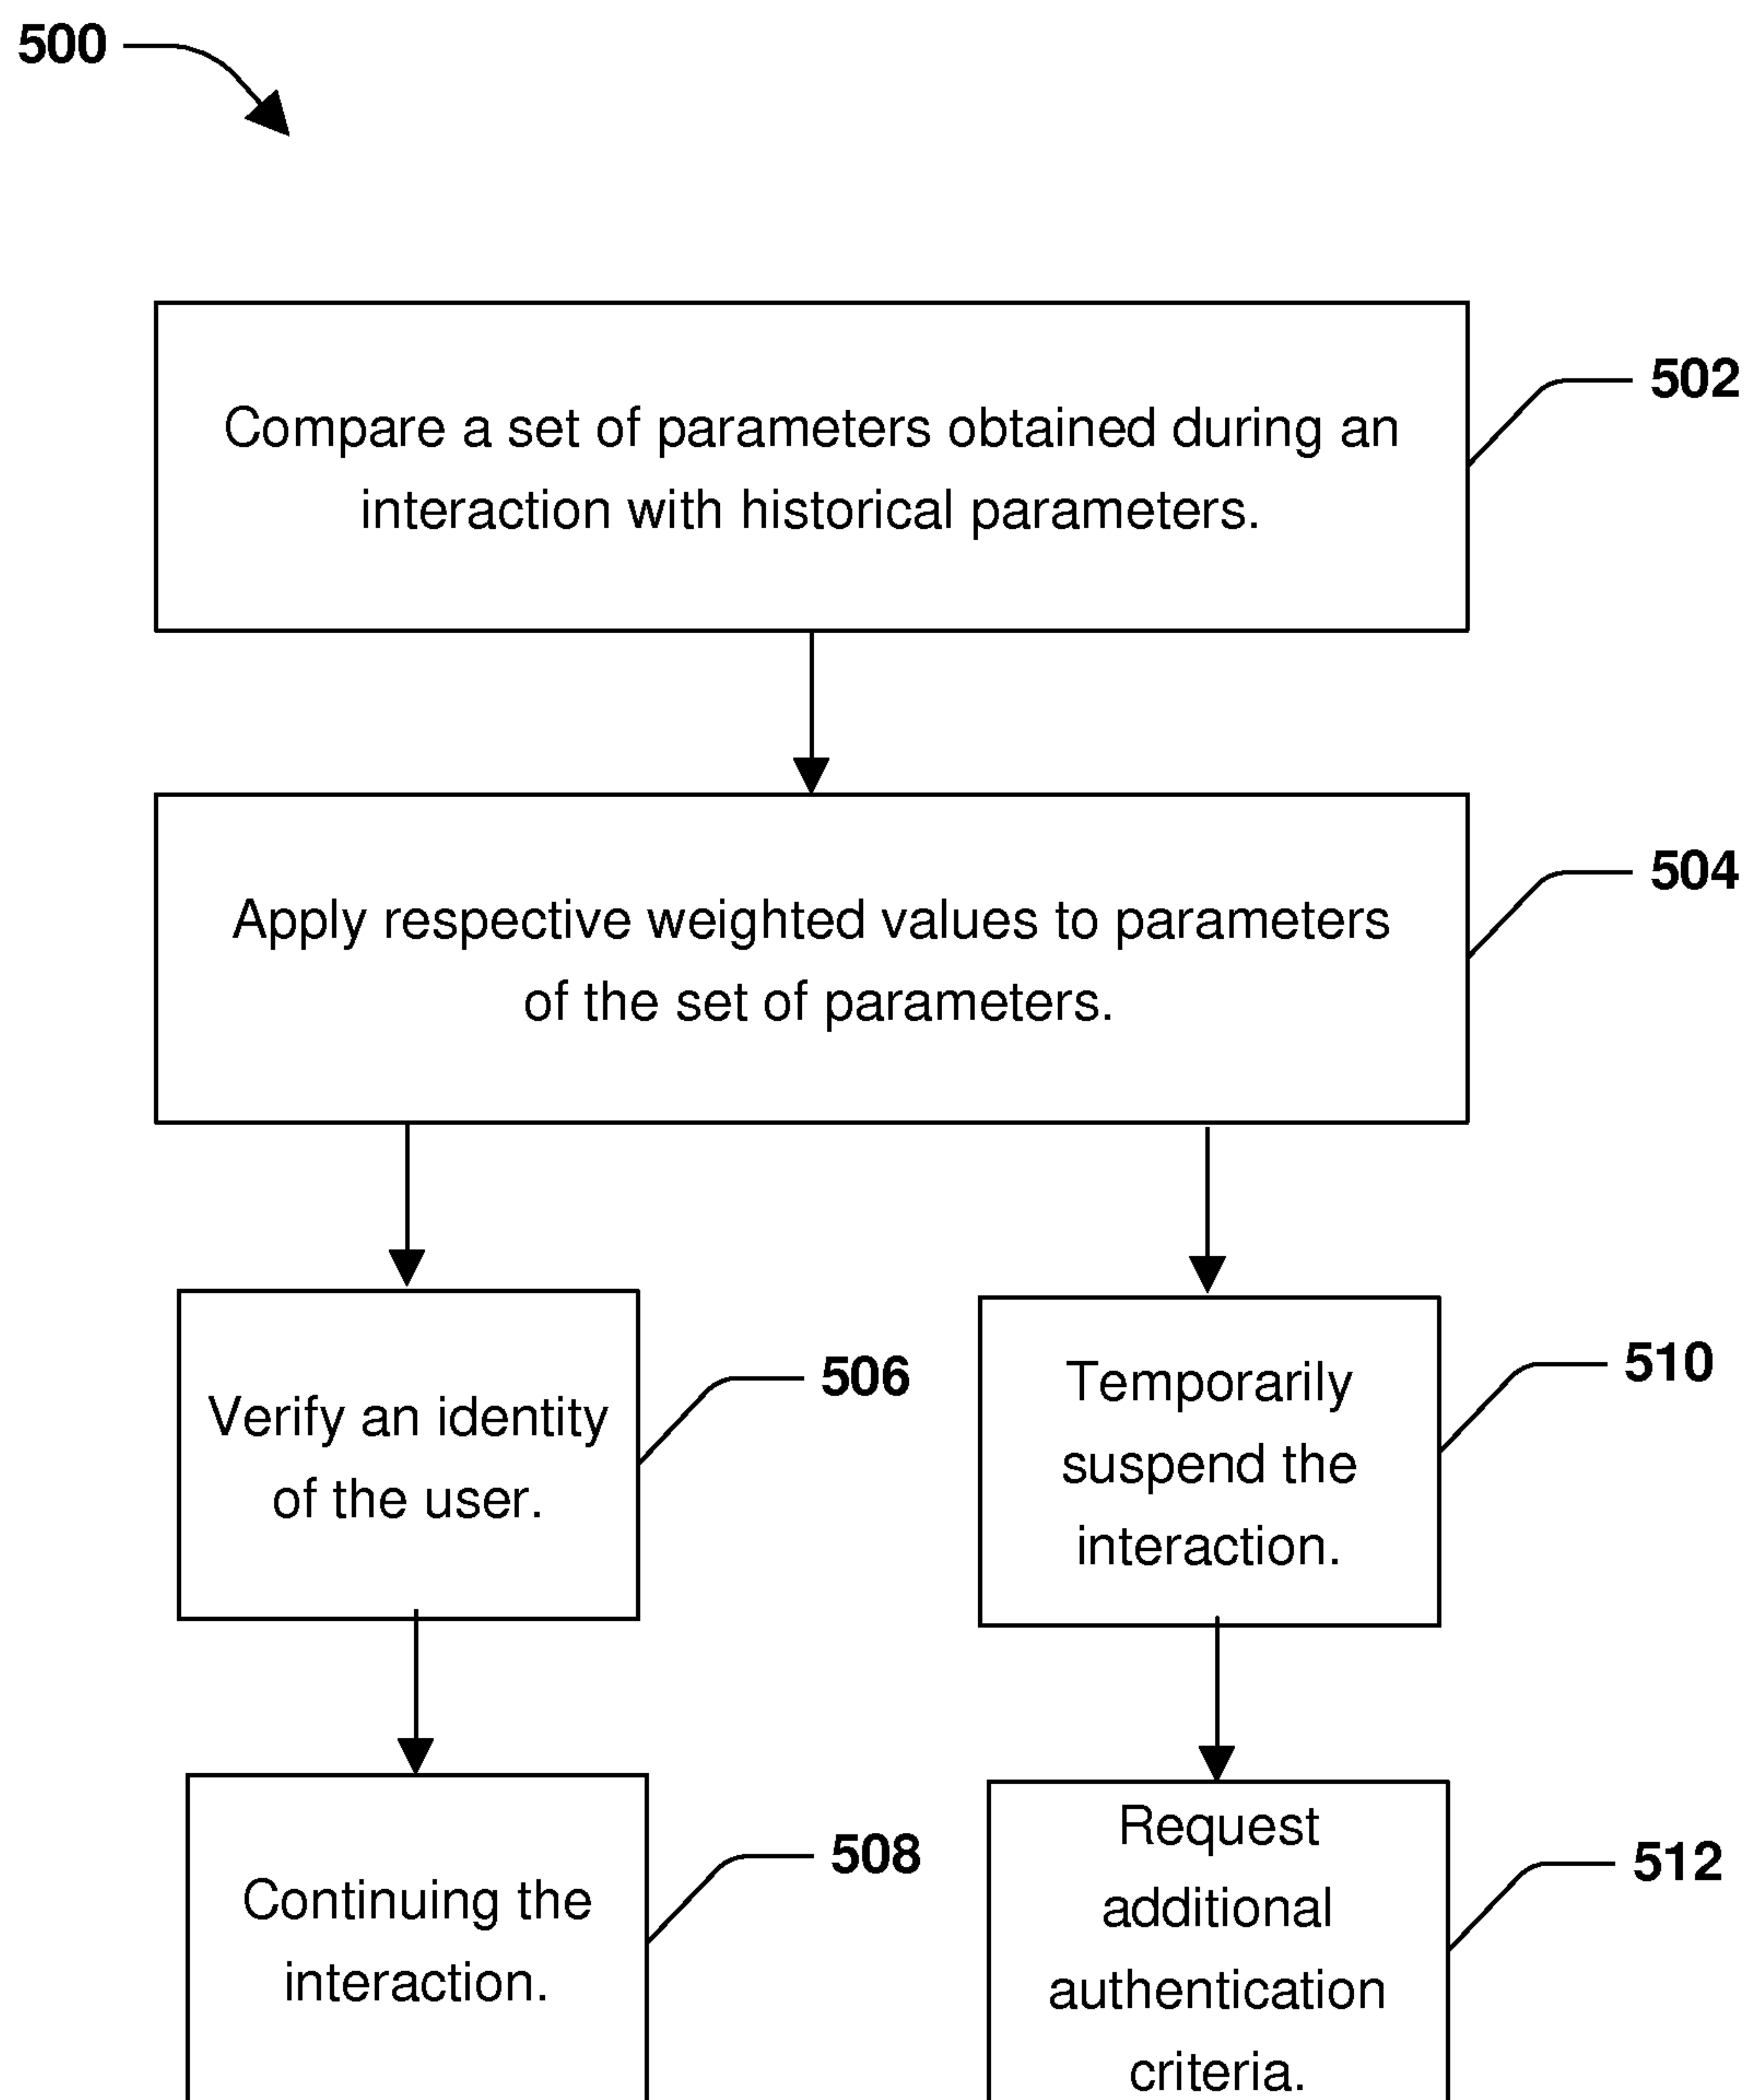 500
Compare a set of parameters obtained during an
interaction with historical parameters.
502
Apply respective weighted values to parameters
of the set of parameters.
504
Verify an identity
of the user.
506
Temporarily
suspend the
interaction.
510
Continuing the
interaction.
508
Request
additional
authentication
criteria.
512